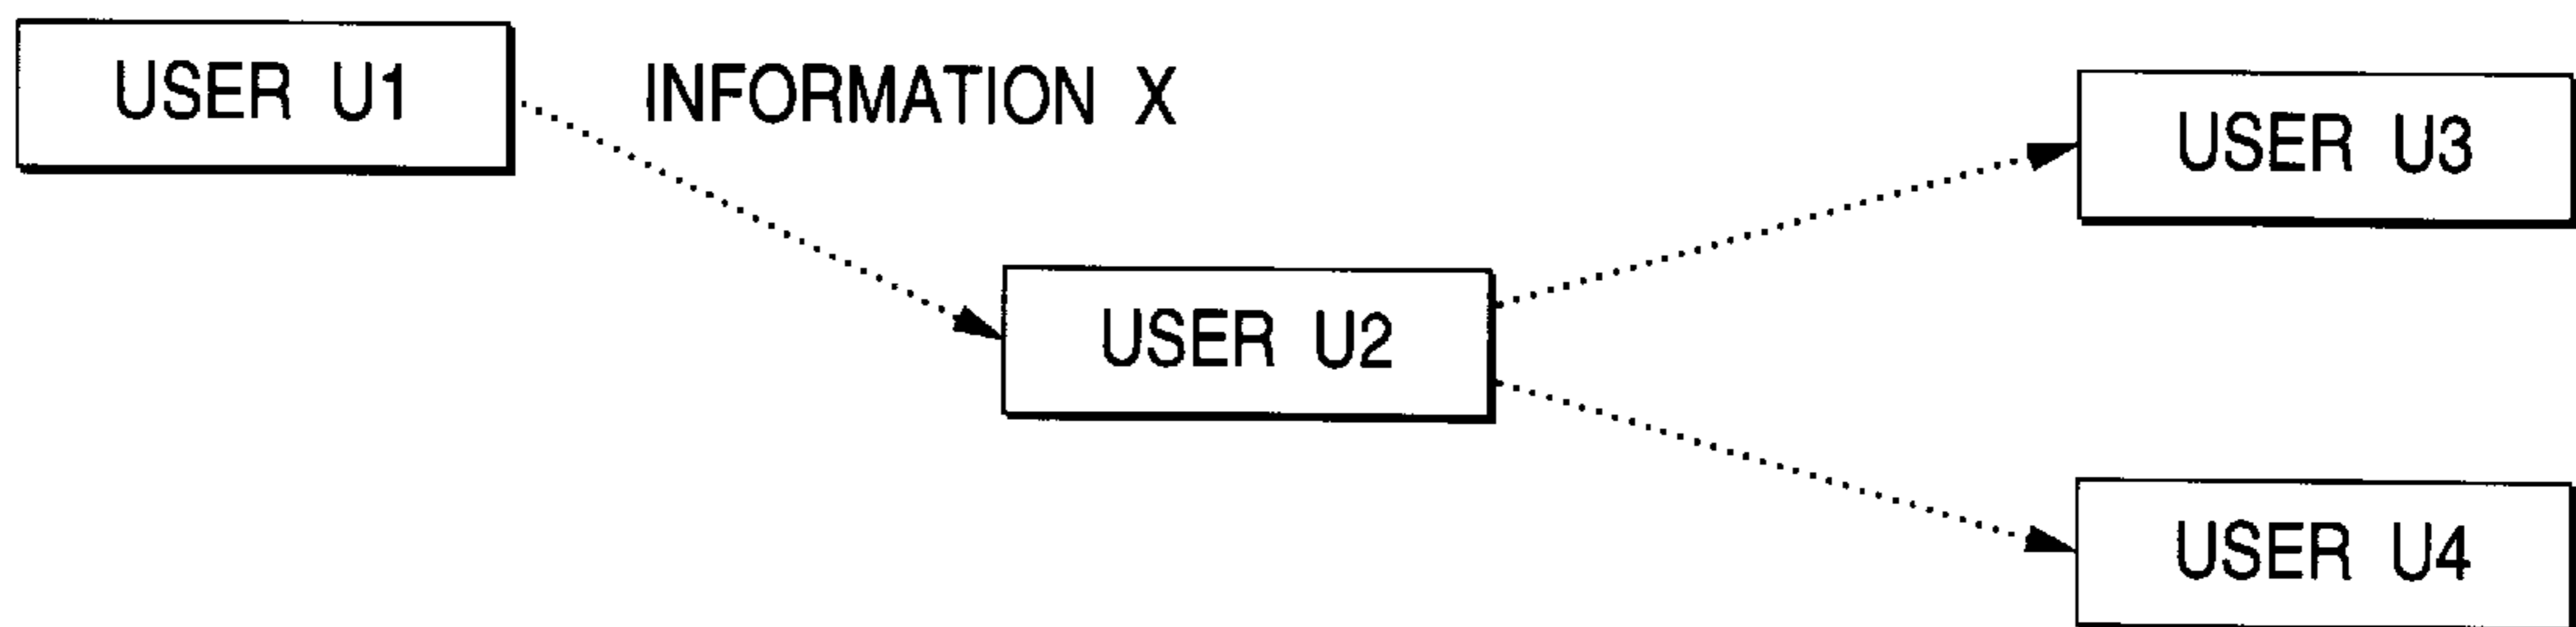 USER U1
INFORMATION X
USER U3
USER U2
USER U4